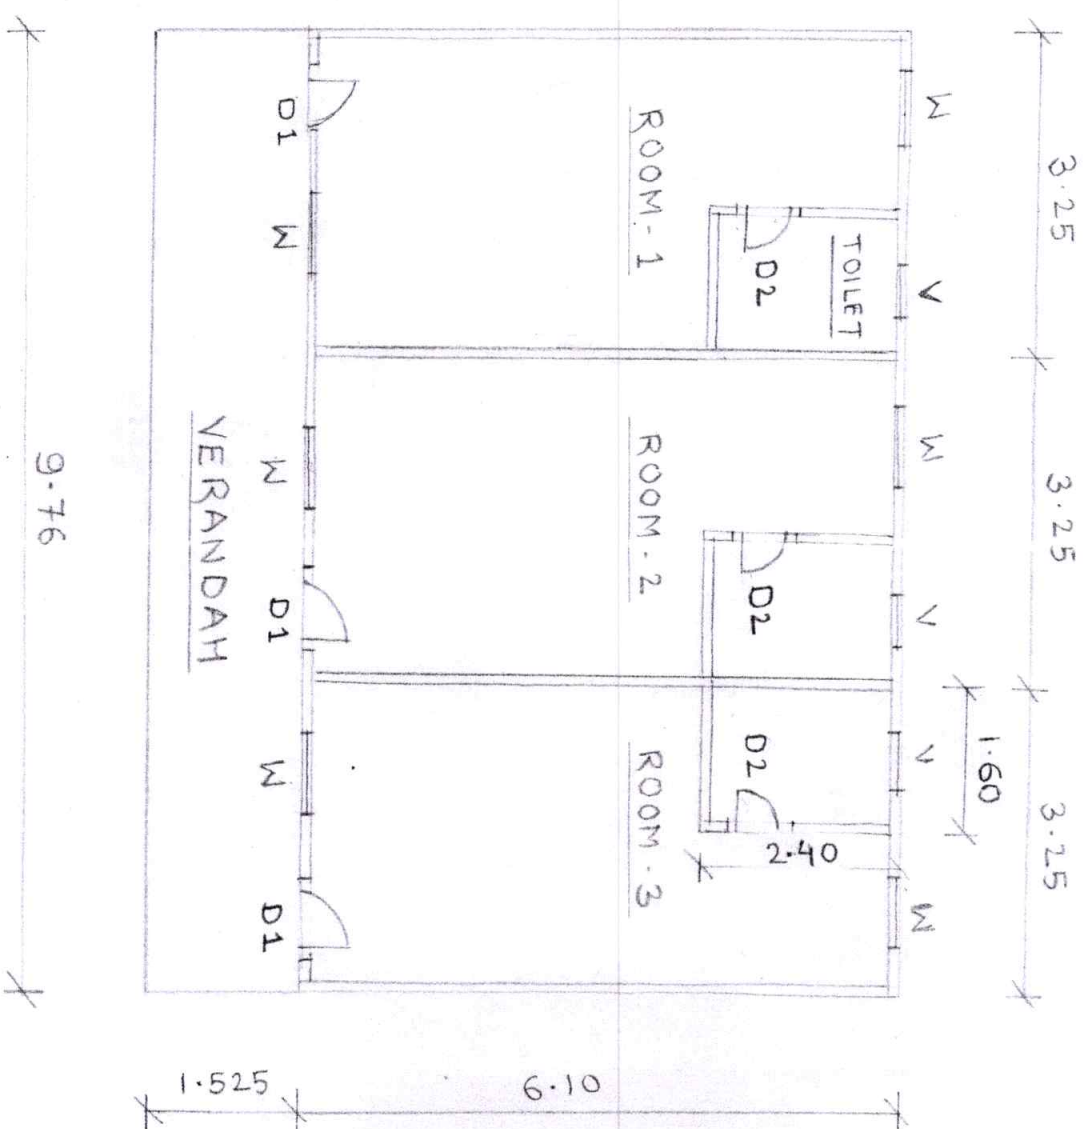 W
3.25
V
W
3.25
V
V
1.60
W
3.25
TOILET
D2
D2
D2
2.40
ROOM-1
ROOM-2
ROOM-3
D1
W
W
D1
W
D1
VERANDAH
9.76
1.525
6.10